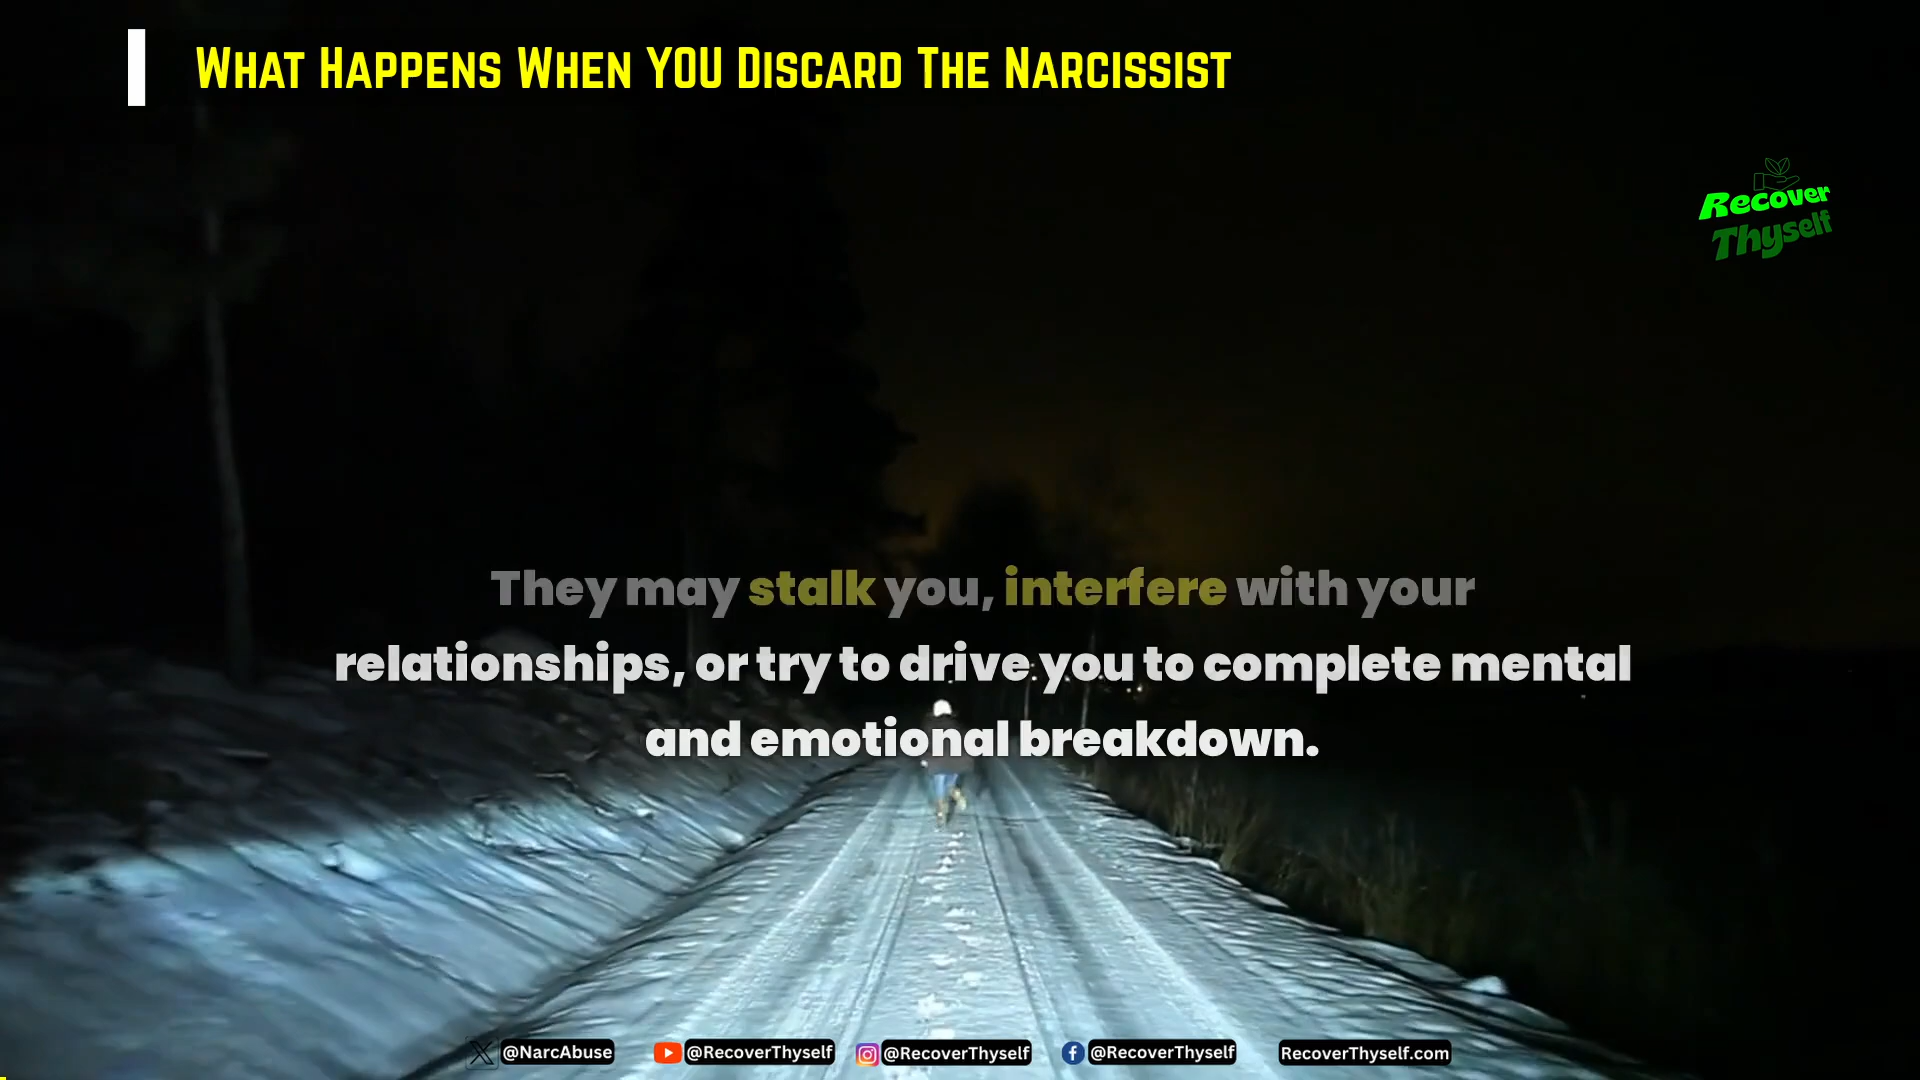 What Happens When YOU Discard The Narcissist
Recover
Thyself
They may stalk you, interfere with your
relationships, or try to drive you to complete mental
and emotional breakdown.
@NarcAbuse
@RecoverThyself
@RecoverThyself
@RecoverThyself
RecoverThyself.com